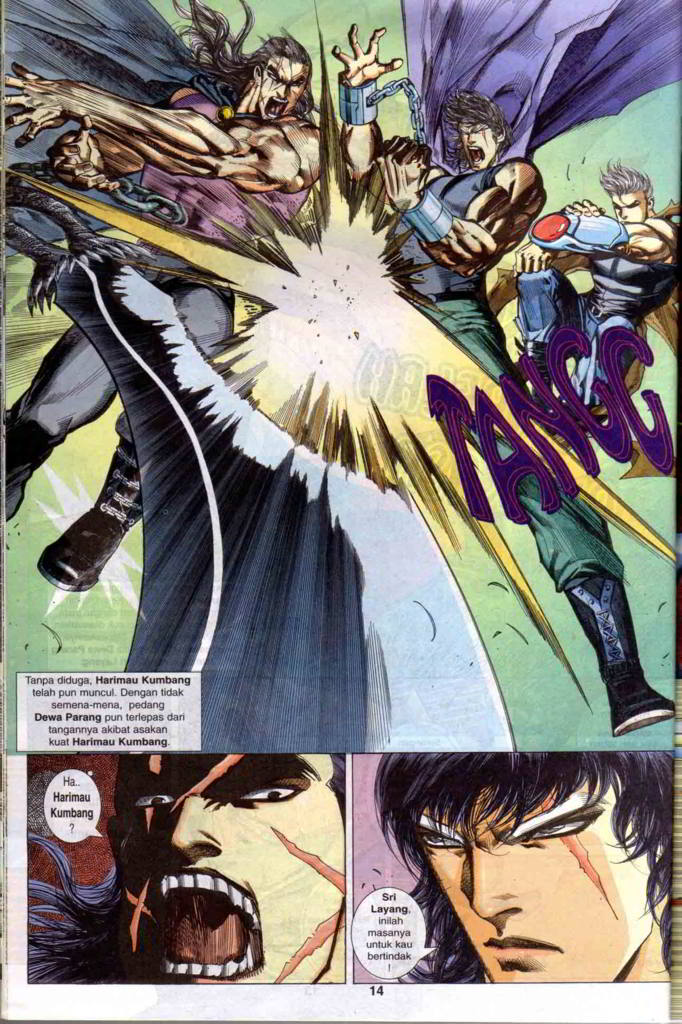 TANGG
Tanpa diduga, Harimau Kumbang
telah pun muncul. Dengan tidak
semena-mena, pedang
Dewa Parang pun terlepas dari
tangannya akibat asakan
kuat Harimau Kumbang.
Ha..
Harimau
Kumbang
?
Sri
Layang,
inilah
masanya
untuk kau
bertindak
!
14